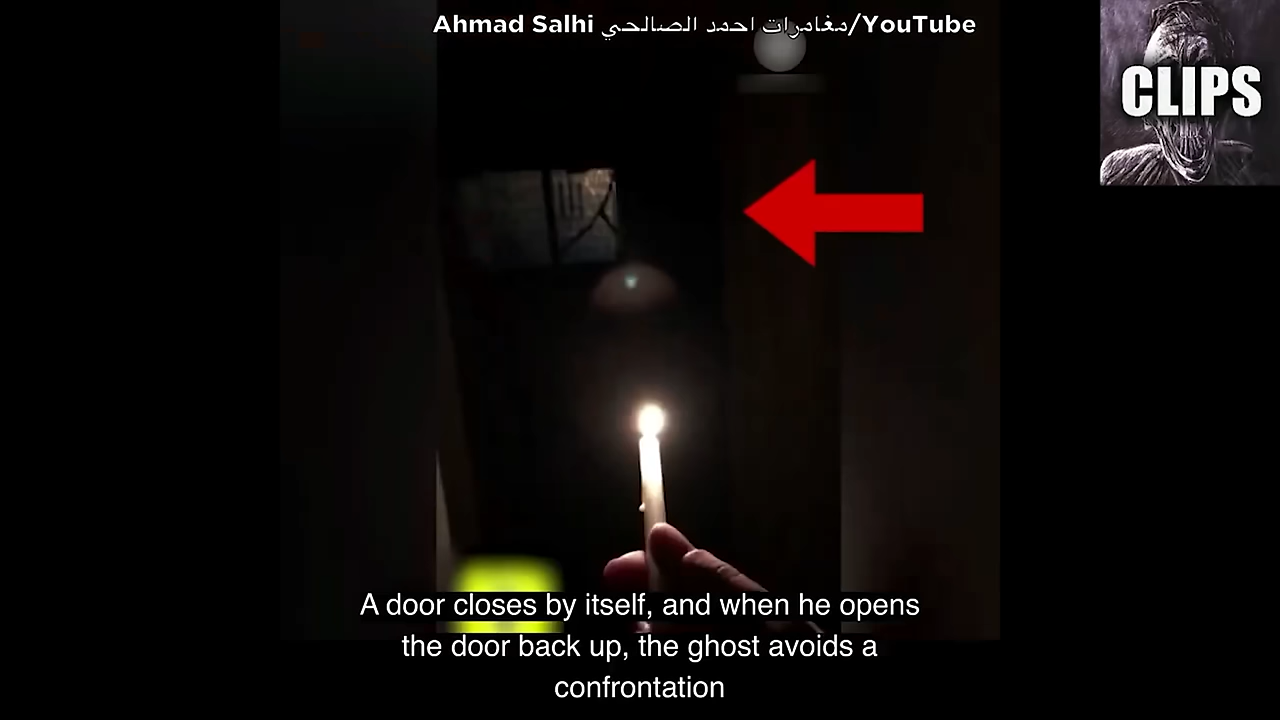 Ahmad Salhi مغامرات احمد الصالحي/YouTube
CLIPS
A door closes by itself, and when he opens
the door back up, the ghost avoids a
confrontation